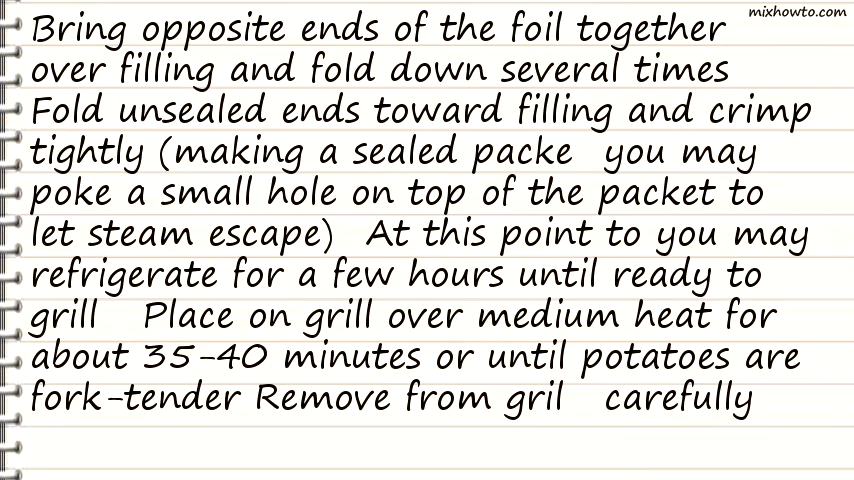 mixhowto.com
Bring opposite ends of the foil together
over filling and fold down several times
Fold unsealed ends toward filling and crimp
tightly (making a sealed packe you may
poke a small hole on top of the packet to
let steam escape) At this point to you may
refrigerate for a few hours until ready to
grill Place on grill over medium heat for
about 35-40 minutes or until potatoes are
fork-tender Remove from gril carefully